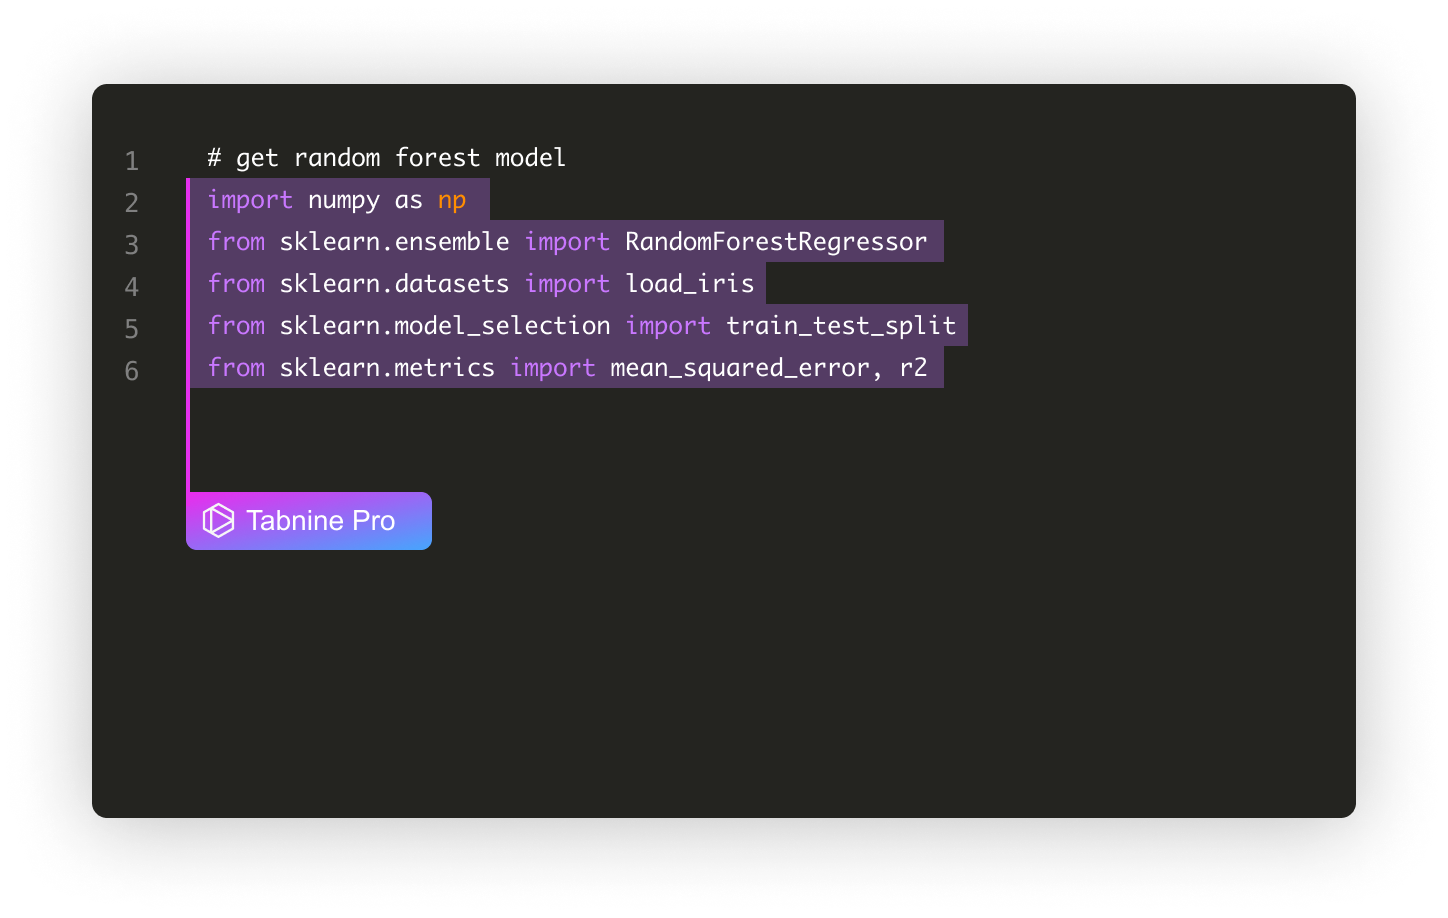 1 # get random forest model
2 import numpy as np
3 from sklearn.ensemble import RandomForestRegressor
4 from sklearn.datasets import load_iris
5 from sklearn.model_selection import train_test_split
6 from sklearn.metrics import mean_squared_error, r2
Tabnine Pro